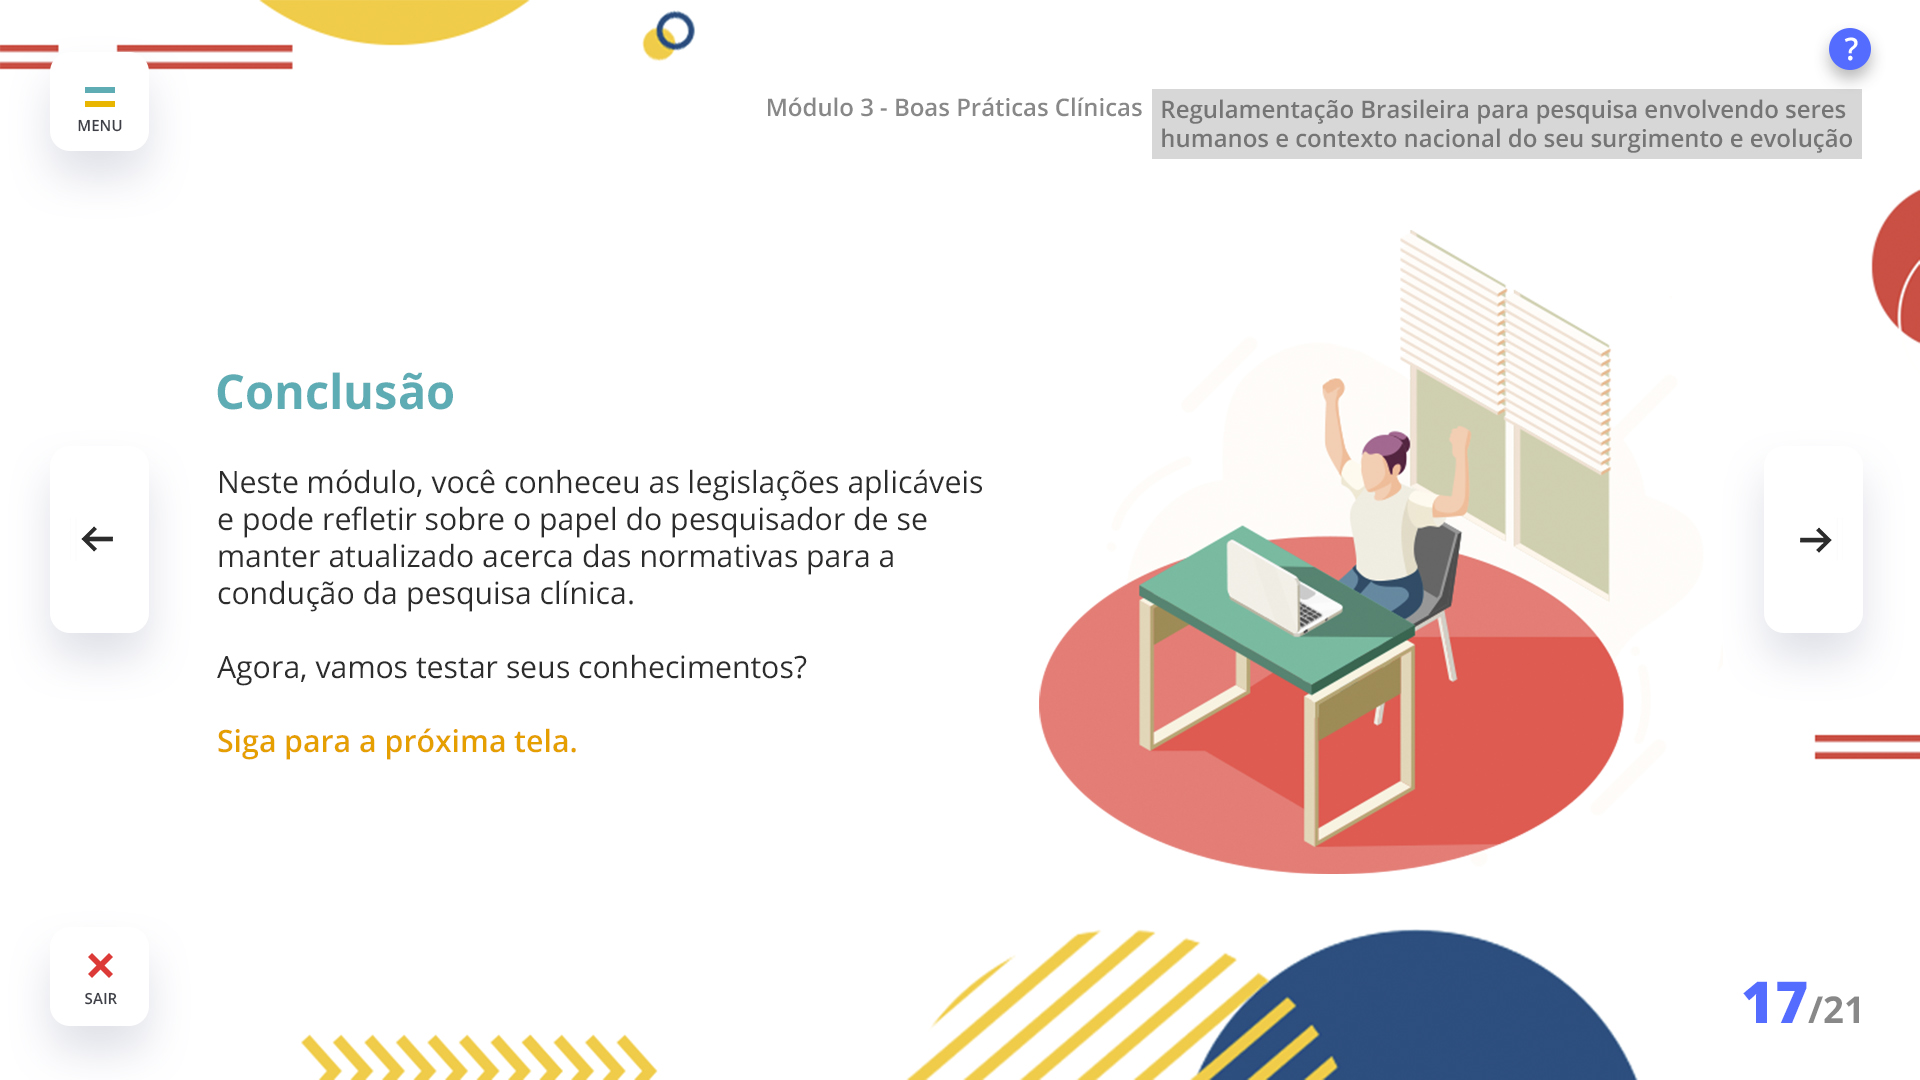 ?
MENU
Módulo 3 - Boas Práticas Clínicas
Regulamentação Brasileira para pesquisa envolvendo seres
humanos e contexto nacional do seu surgimento e evolução
Conclusão
Neste módulo, você conheceu as legislações aplicáveis
e pode refletir sobre o papel do pesquisador de se
manter atualizado acerca das normativas para a
condução da pesquisa clínica.
Agora, vamos testar seus conhecimentos?
Siga para a próxima tela.
SAIR
17/21